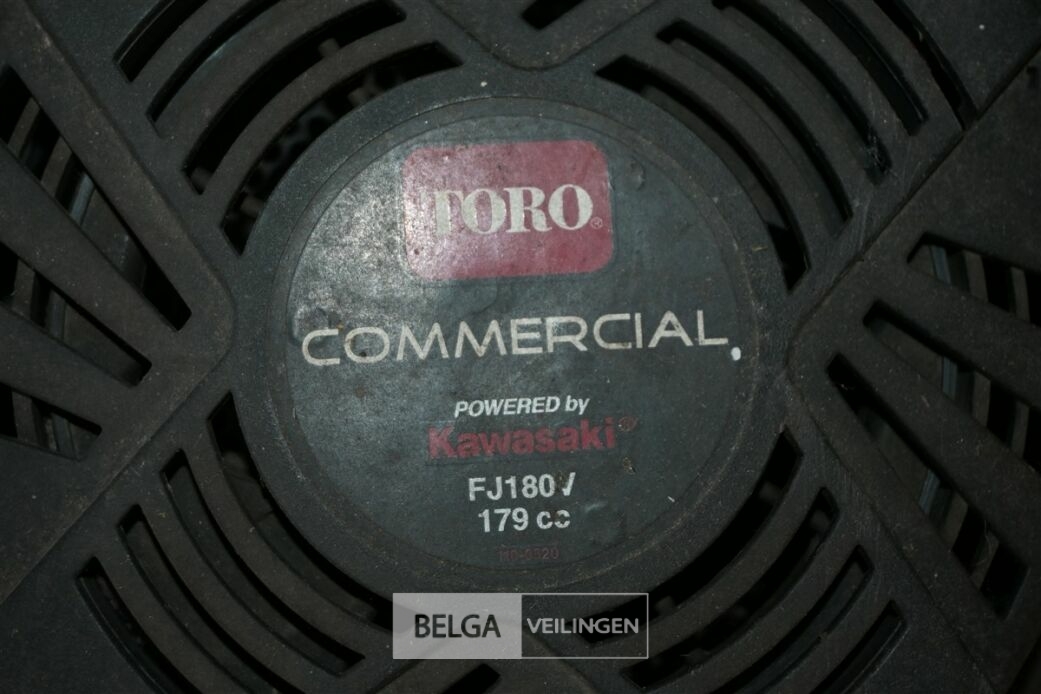 TORO®
COMMERCIAL
POWERED by
Kawasaki®
FJ180V
179 cc
BELGA VEILINGEN